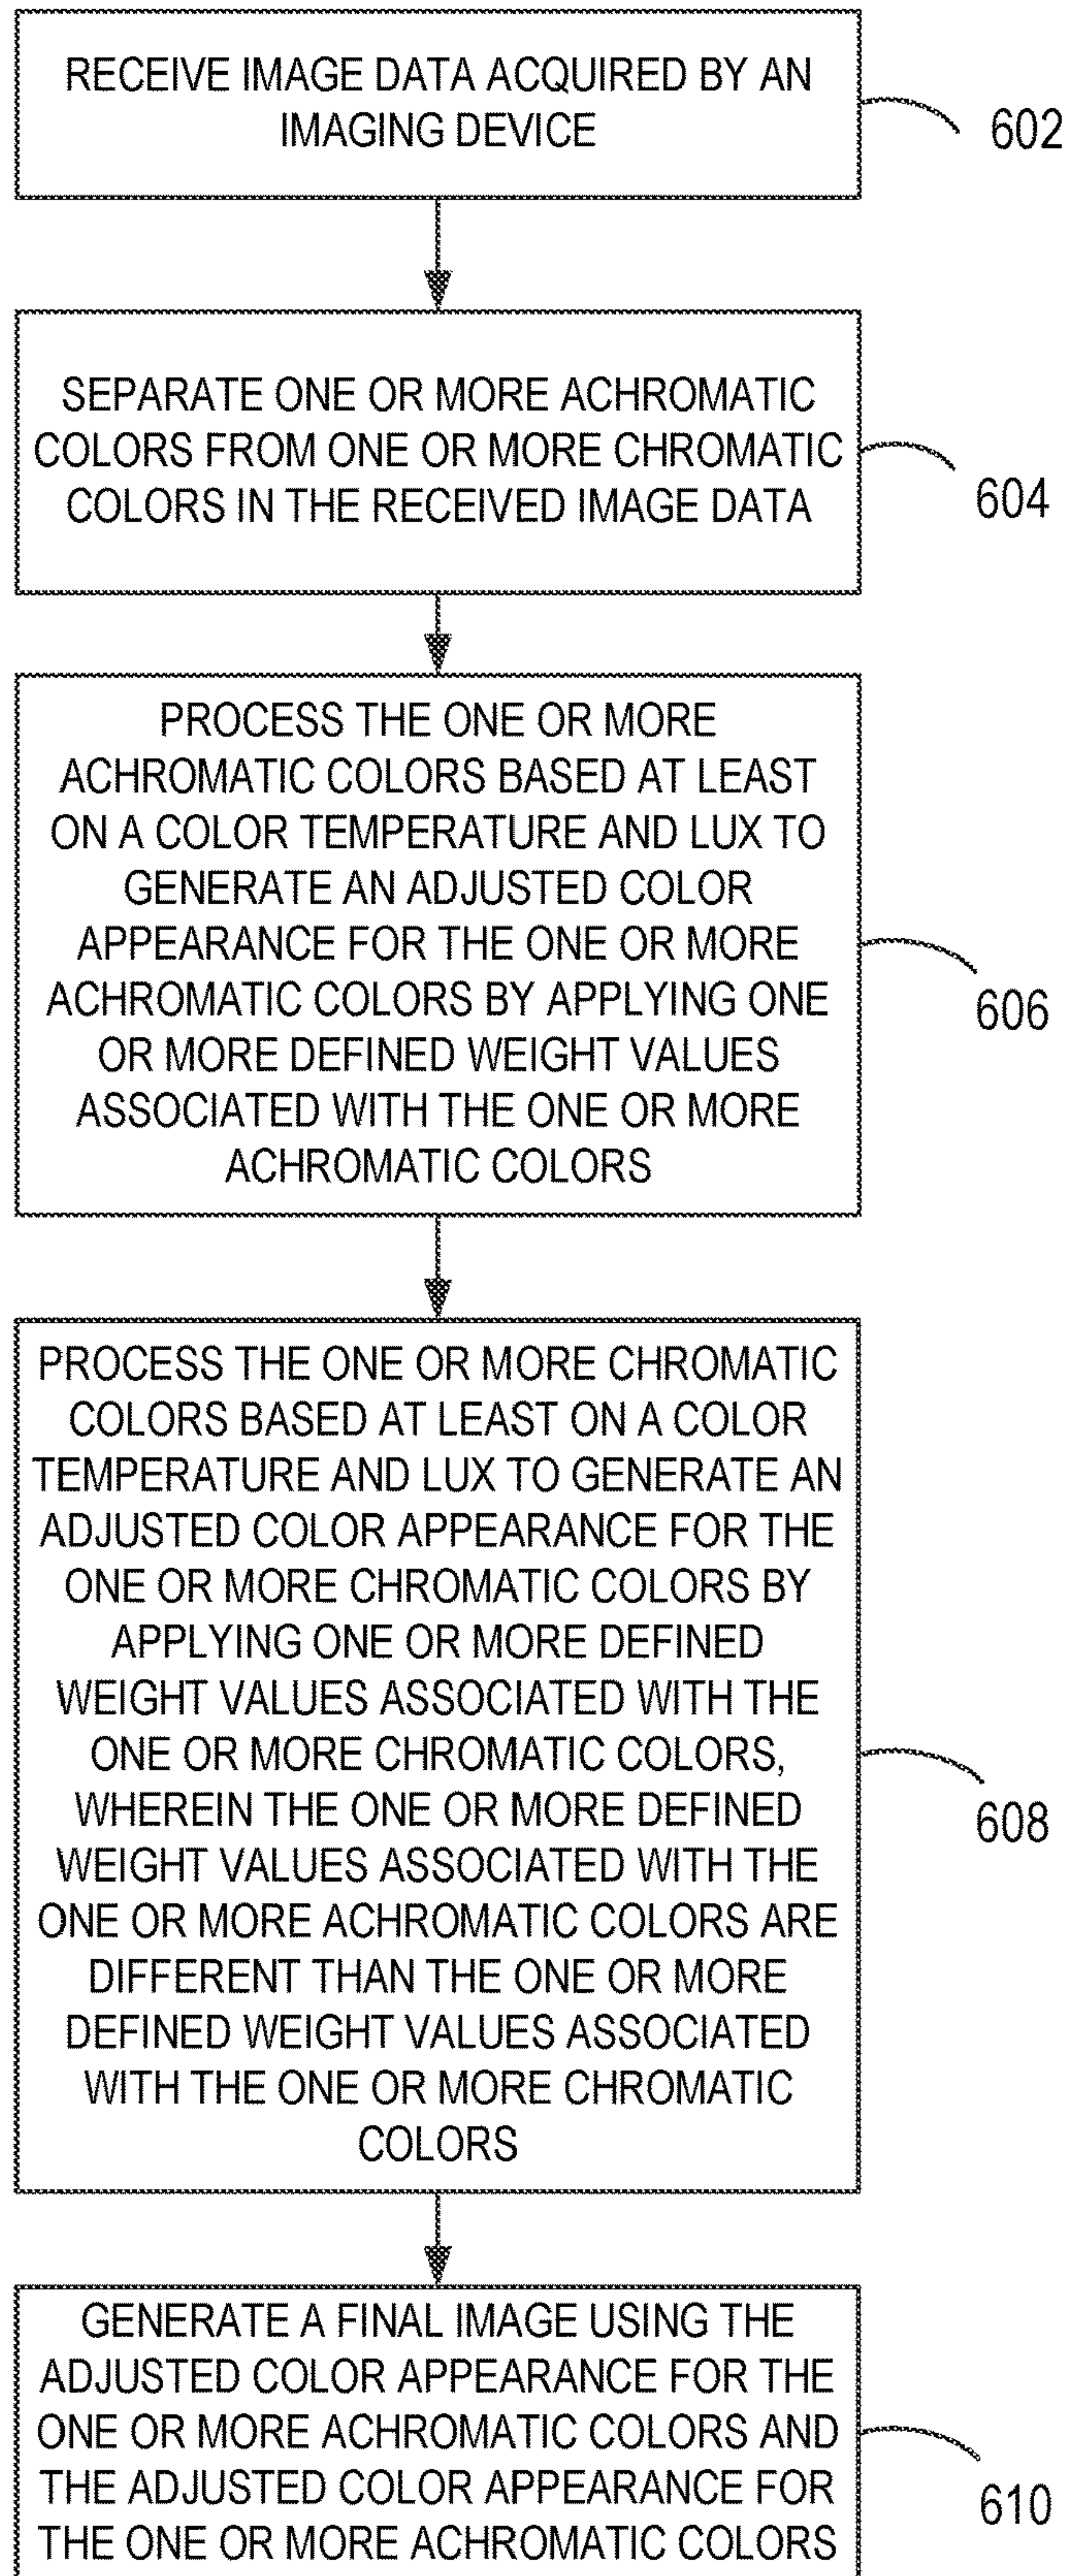 RECEIVE IMAGE DATA ACQUIRED BY AN
IMAGING DEVICE
602
SEPARATE ONE OR MORE ACHROMATIC
COLORS FROM ONE OR MORE CHROMATIC
COLORS IN THE RECEIVED IMAGE DATA
604
PROCESS THE ONE OR MORE
ACHROMATIC COLORS BASED AT LEAST
ON A COLOR TEMPERATURE AND LUX TO
GENERATE AN ADJUSTED COLOR
APPEARANCE FOR THE ONE OR MORE
ACHROMATIC COLORS BY APPLYING ONE
OR MORE DEFINED WEIGHT VALUES
ASSOCIATED WITH THE ONE OR MORE
ACHROMATIC COLORS
606
PROCESS THE ONE OR MORE CHROMATIC
COLORS BASED AT LEAST ON A COLOR
TEMPERATURE AND LUX TO GENERATE AN
ADJUSTED COLOR APPEARANCE FOR THE
ONE OR MORE CHROMATIC COLORS BY
APPLYING ONE OR MORE DEFINED
WEIGHT VALUES ASSOCIATED WITH THE
ONE OR MORE CHROMATIC COLORS,
WHEREIN THE ONE OR MORE DEFINED
WEIGHT VALUES ASSOCIATED WITH THE
ONE OR MORE ACHROMATIC COLORS ARE
DIFFERENT THAN THE ONE OR MORE
DEFINED WEIGHT VALUES ASSOCIATED
WITH THE ONE OR MORE CHROMATIC
COLORS
608
GENERATE A FINAL IMAGE USING THE
ADJUSTED COLOR APPEARANCE FOR THE
ONE OR MORE ACHROMATIC COLORS AND
THE ADJUSTED COLOR APPEARANCE FOR
THE ONE OR MORE ACHROMATIC COLORS
610